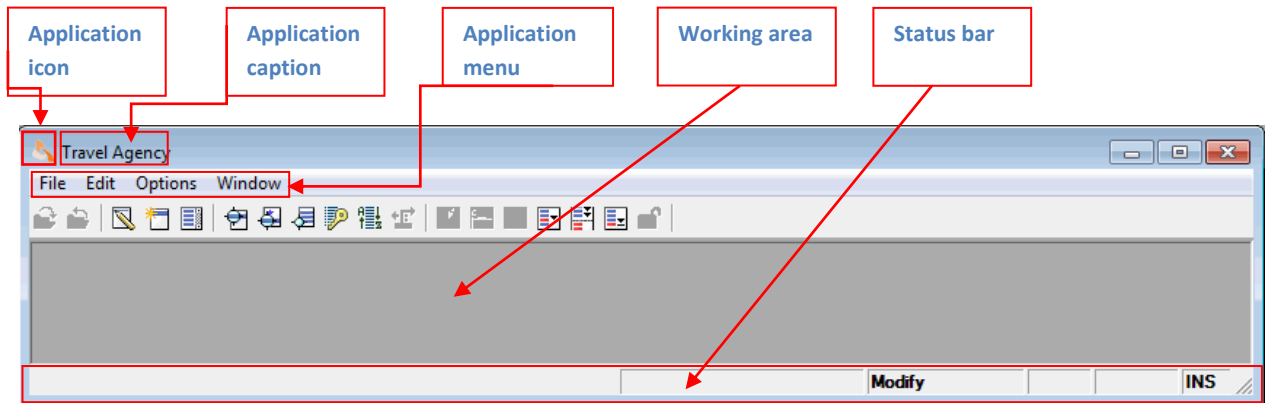 Application
icon
Application
caption
Application
menu
Working area
Status bar
Travel Agency
File Edit Options Window
Modify INS